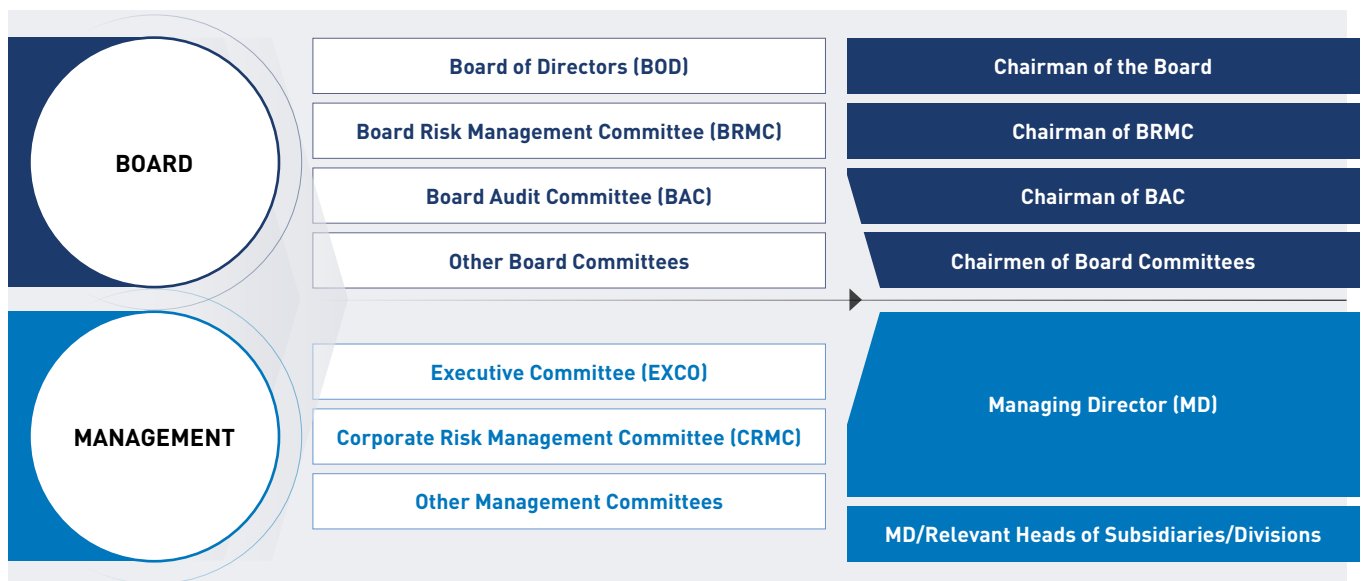 BOARD
Board of Directors (BOD)
Chairman of the Board
Board Risk Management Committee (BRMC)
Chairman of BRMC
Board Audit Committee (BAC)
Chairman of BAC
Other Board Committees
Chairmen of Board Committees
MANAGEMENT
Executive Committee (EXCO)
Managing Director (MD)
Corporate Risk Management Committee (CRMC)
Other Management Committees
MD/Relevant Heads of Subsidiaries/Divisions